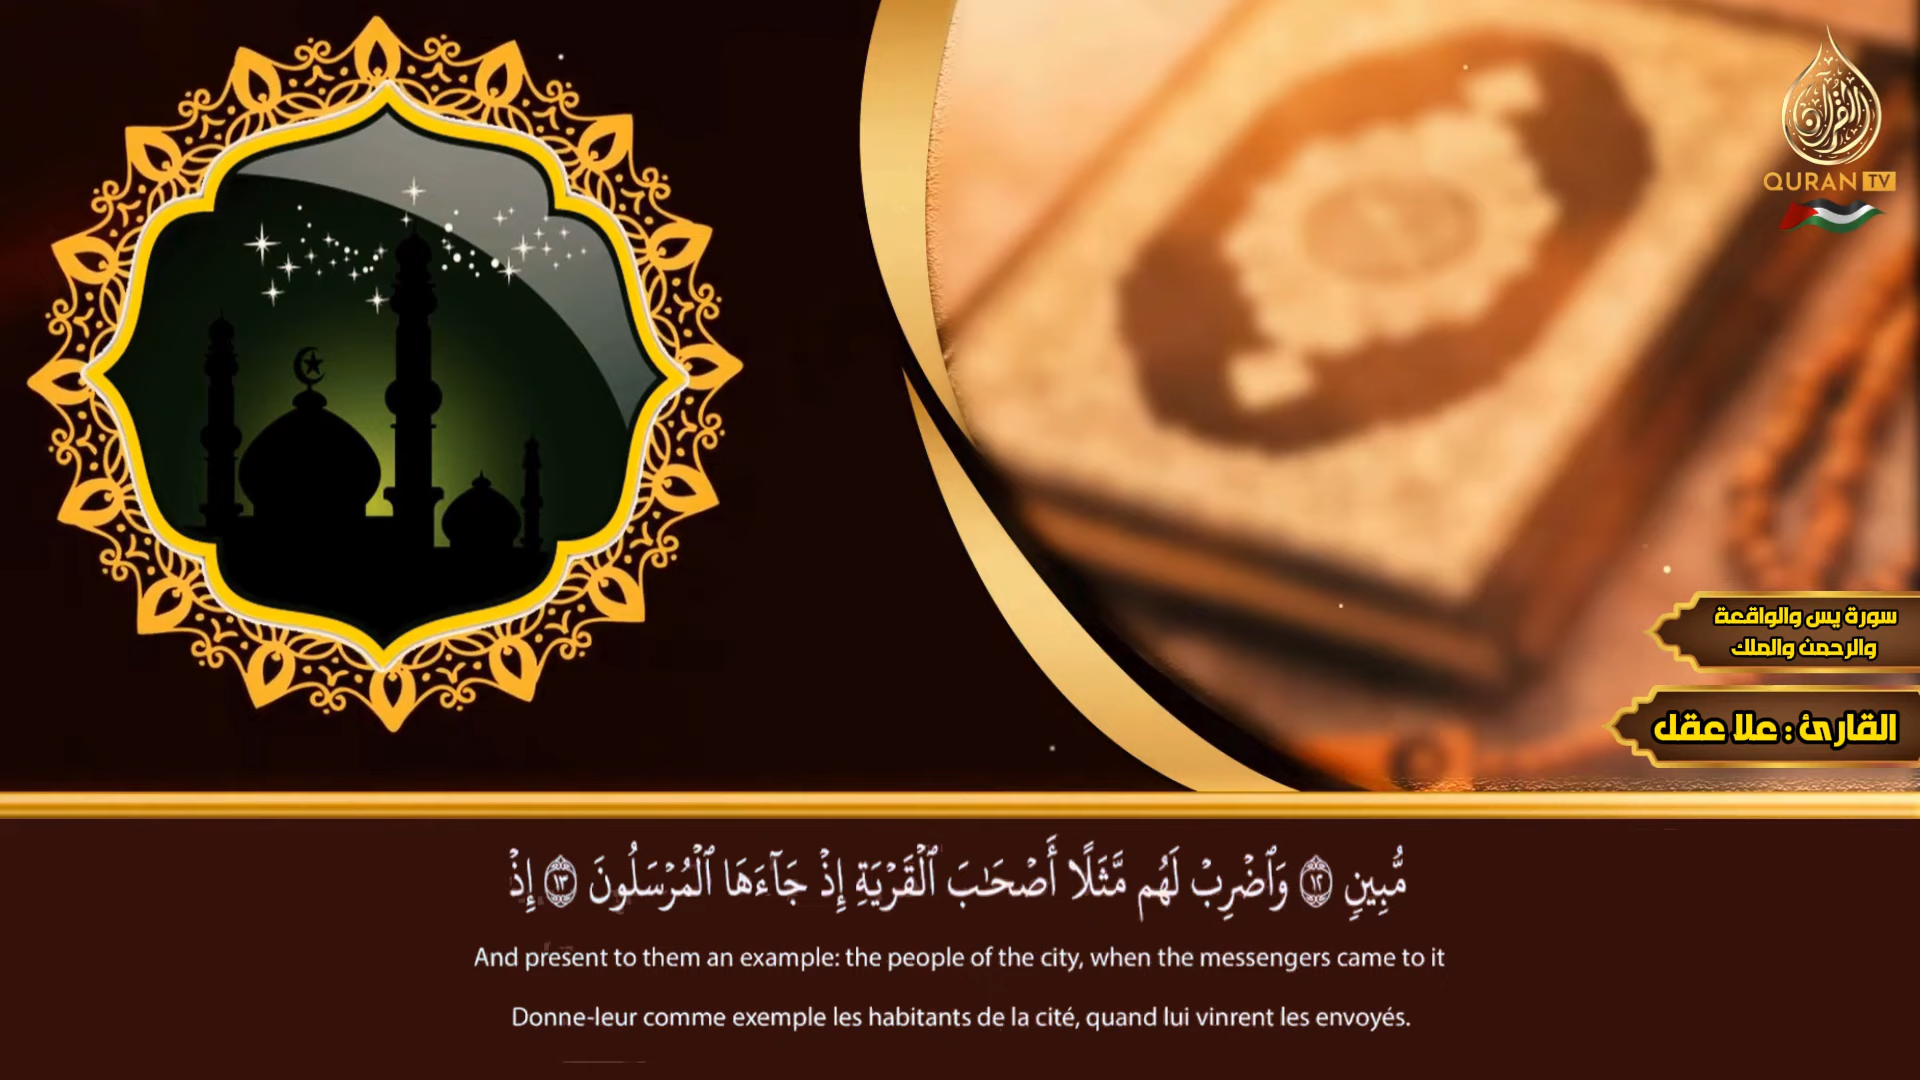 القرآن
QURAN TV
سورة يس والواقعة
والرحمن والملك
القارئ : علا عقل
مُّبِينٍ ١٢ وَٱضْرِبْ لَهُم مَّثَلًا أَصْحَٰبَ ٱلْقَرْيَةِ إِذْ جَآءَهَا ٱلْمُرْسَلُونَ ١٣ إِذْ
And present to them an example: the people of the city, when the messengers came to it
Donne-leur comme exemple les habitants de la cité, quand lui vinrent les envoyés.